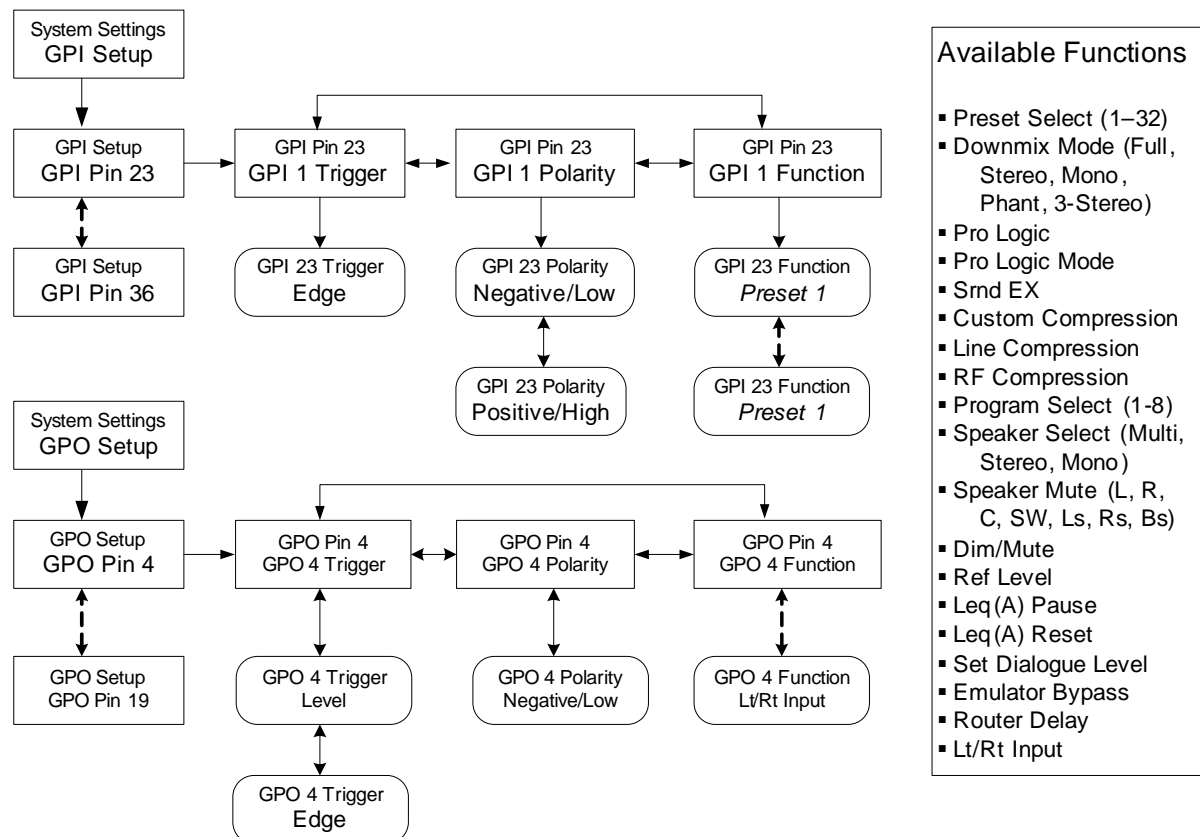 System Settings
GPI Setup
GPI Setup
GPI Pin 23
GPI Pin 23
GPI 1 Trigger
GPI Pin 23
GPI 1 Polarity
GPI Pin 23
GPI 1 Function
GPI Setup
GPI Pin 36
GPI 23 Trigger
Edge
GPI 23 Polarity
Negative/Low
GPI 23 Function
Preset 1
GPI 23 Polarity
Positive/High
GPI 23 Function
Preset 1
System Settings
GPO Setup
GPO Setup
GPO Pin 4
GPO Pin 4
GPO 4 Trigger
GPO Pin 4
GPO 4 Polarity
GPO Pin 4
GPO 4 Function
GPO Setup
GPO Pin 19
GPO 4 Trigger
Level
GPO 4 Polarity
Negative/Low
GPO 4 Function
Lt/Rt Input
GPO 4 Trigger
Edge
Available Functions
▪ Preset Select (1–32)
▪ Downmix Mode (Full,
Stereo, Mono,
Phant, 3-Stereo)
▪ Pro Logic
▪ Pro Logic Mode
▪ Srnd EX
▪ Custom Compression
▪ Line Compression
▪ RF Compression
▪ Program Select (1-8)
▪ Speaker Select (Multi,
Stereo, Mono)
▪ Speaker Mute (L, R,
C, SW, Ls, Rs, Bs)
▪ Dim/Mute
▪ Ref Level
▪ Leq(A) Pause
▪ Leq(A) Reset
▪ Set Dialogue Level
▪ Emulator Bypass
▪ Router Delay
▪ Lt/Rt Input